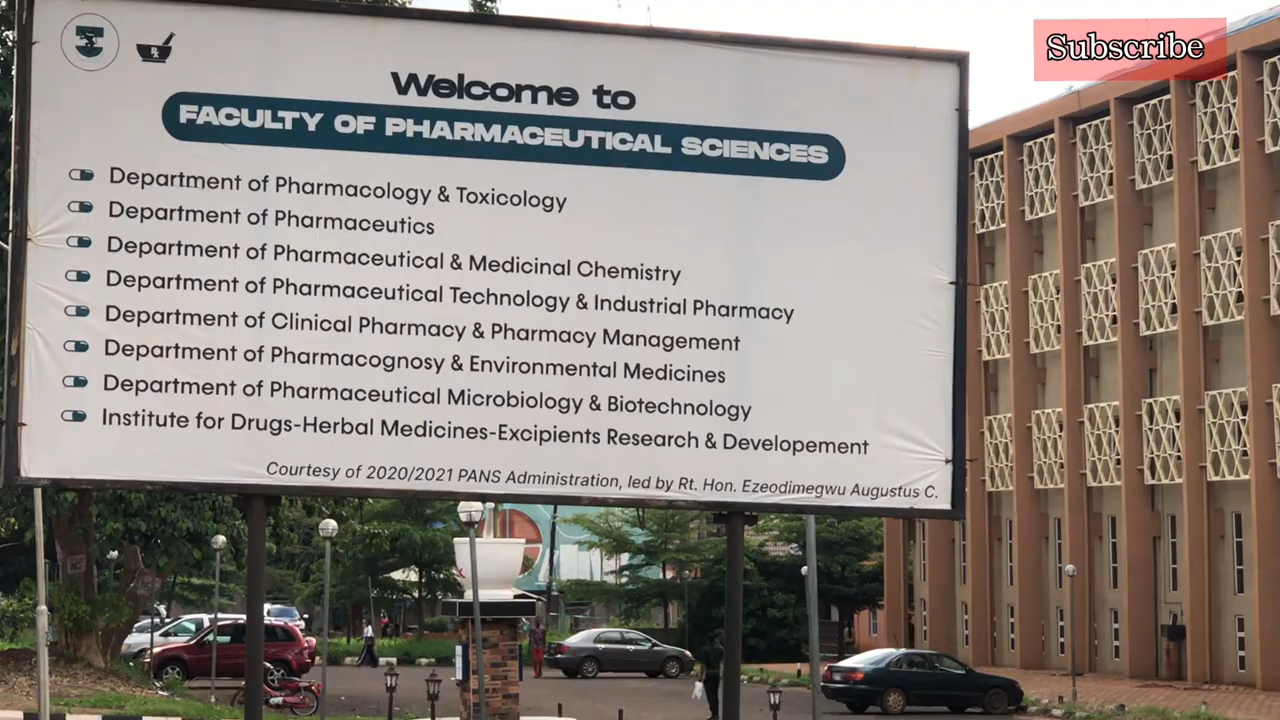 Subscribe
Welcome to
FACULTY OF PHARMACEUTICAL SCIENCES
Department of Pharmacology & Toxicology
Department of Pharmaceutics
Department of Pharmaceutical & Medicinal Chemistry
Department of Pharmaceutical Technology & Industrial Pharmacy
Department of Clinical Pharmacy & Pharmacy Management
Department of Pharmacognosy & Environmental Medicines
Department of Pharmaceutical Microbiology & Biotechnology
Institute for Drugs-Herbal Medicines-Excipients Research & Developement
Courtesy of 2020/2021 PANS Administration, led by Rt. Hon. Ezeodimegwu Augustus C.